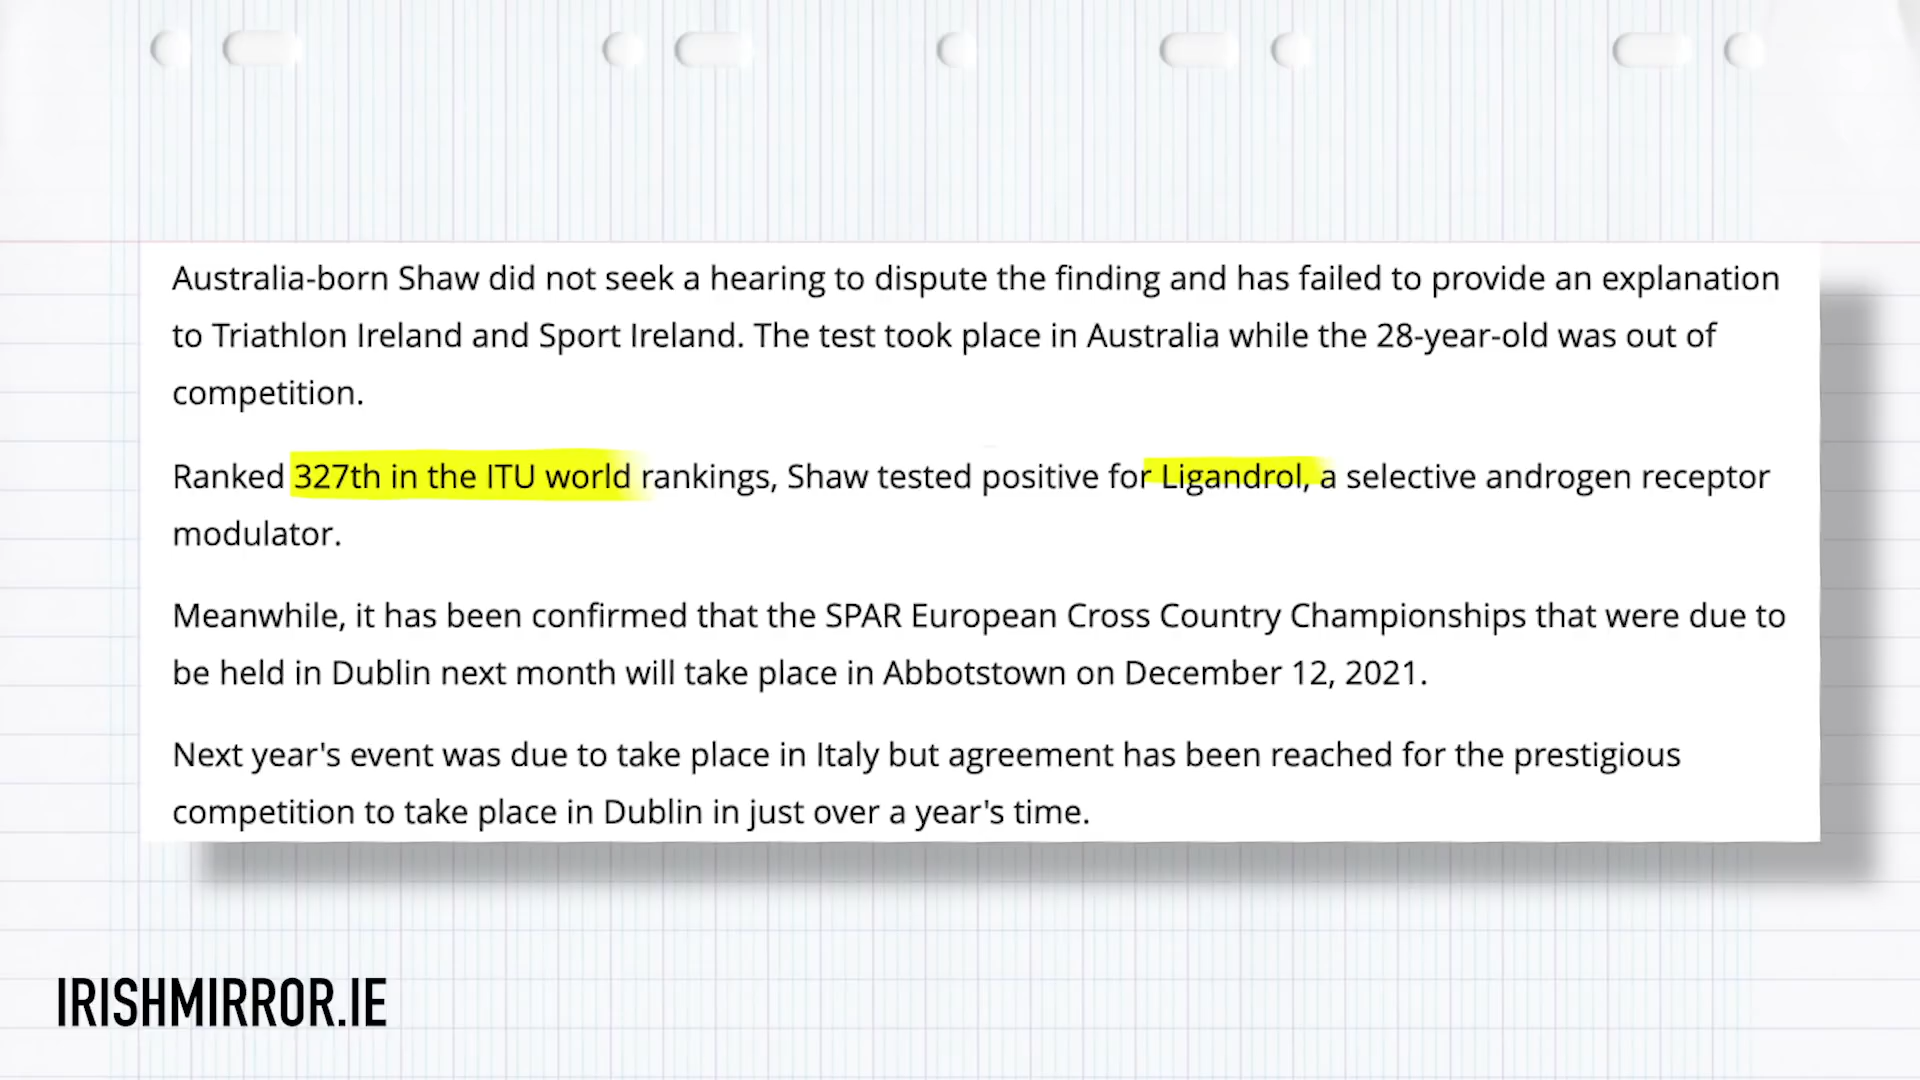 Australia-born Shaw did not seek a hearing to dispute the finding and has failed to provide an explanation
to Triathlon Ireland and Sport Ireland. The test took place in Australia while the 28-year-old was out of
competition.
Ranked 327th in the ITU world rankings, Shaw tested positive for Ligandrol, a selective androgen receptor
modulator.
Meanwhile, it has been confirmed that the SPAR European Cross Country Championships that were due to
be held in Dublin next month will take place in Abbotstown on December 12, 2021.
Next year's event was due to take place in Italy but agreement has been reached for the prestigious
competition to take place in Dublin in just over a year's time.
IRISHMIRROR.IE